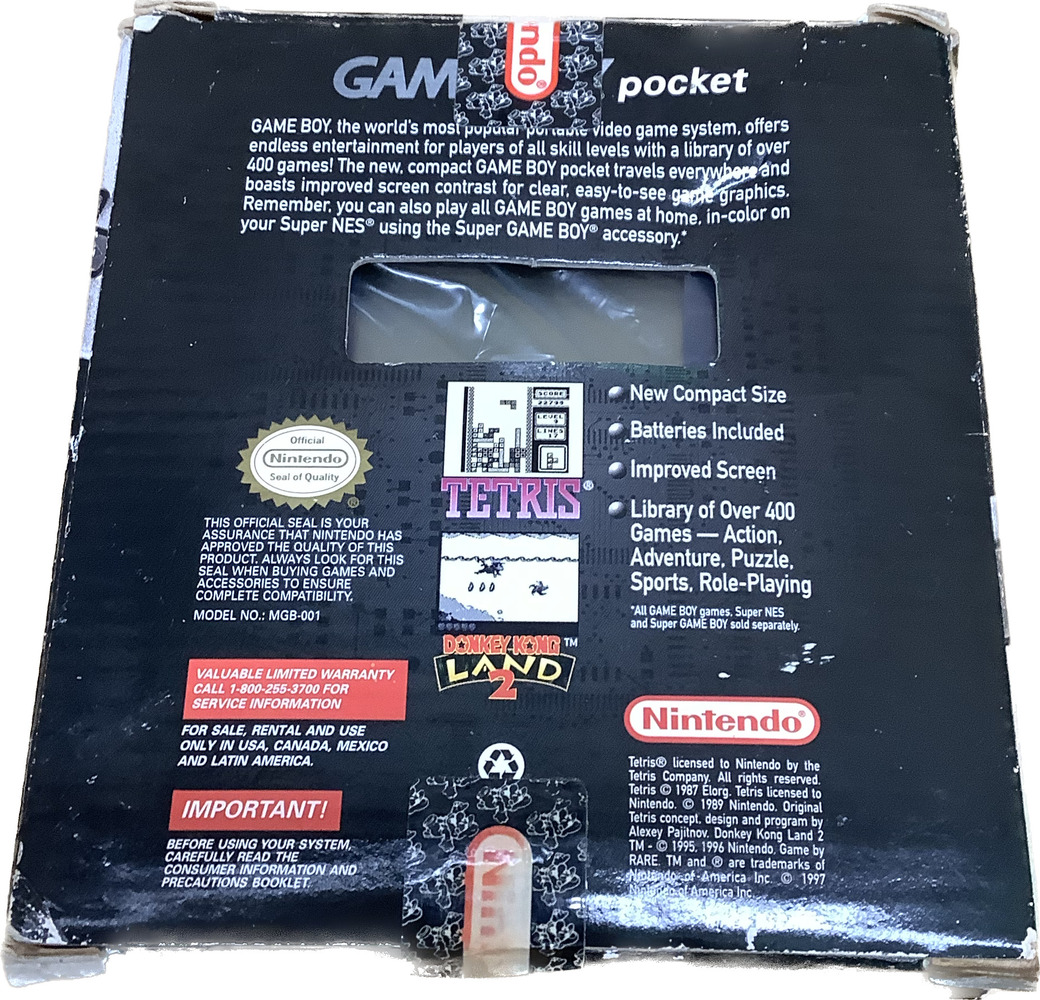 GAM Y pocket
ndo®
GAME BOY, the world's most popular portable video game system, offers
endless entertainment for players of all skill levels with a library of over
400 games! The new, compact GAME BOY pocket travels everywhere and
boasts improved screen contrast for clear, easy-to-see game graphics.
Remember, you can also play all GAME BOY games at home, in-color on
your Super NES® using the Super GAME BOY® accessory.*
SCORE
22799
LEVEL
9
LINES
17
TETRIS®
DONKEY KONG™
LAND
2
New Compact Size
Batteries Included
Improved Screen
Library of Over 400
Games — Action,
Adventure, Puzzle,
Sports, Role-Playing
*All GAME BOY games, Super NES
and Super GAME BOY sold separately.
Official
Nintendo
Seal of Quality
®
THIS OFFICIAL SEAL IS YOUR
ASSURANCE THAT NINTENDO HAS
APPROVED THE QUALITY OF THIS
PRODUCT. ALWAYS LOOK FOR THIS
SEAL WHEN BUYING GAMES AND
ACCESSORIES TO ENSURE
COMPLETE COMPATIBILITY.
MODEL NO.: MGB-001
VALUABLE LIMITED WARRANTY
CALL 1-800-255-3700 FOR
SERVICE INFORMATION
FOR SALE, RENTAL AND USE
ONLY IN USA, CANADA, MEXICO
AND LATIN AMERICA.
IMPORTANT!
BEFORE USING YOUR SYSTEM,
CAREFULLY READ THE
CONSUMER INFORMATION AND
PRECAUTIONS BOOKLET.
Nintendo®
Tetris® licensed to Nintendo by the
Tetris Company. All rights reserved.
Tetris © 1987 Elorg. Tetris licensed to
Nintendo. © 1989 Nintendo. Original
Tetris concept, design and program by
Alexey Pajitnov. Donkey Kong Land 2
TM - © 1995, 1996 Nintendo. Game by
RARE. TM and ® are trademarks of
Nintendo of America Inc. © 1997
Nintendo of America Inc.
Nin